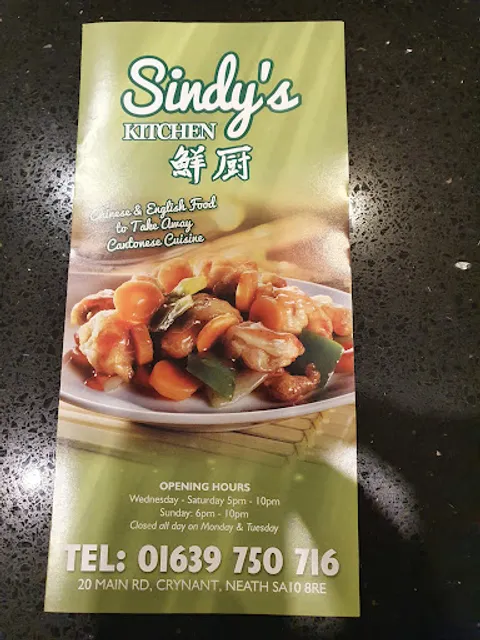 Sindy's
KITCHEN
鮮厨
Chinese & English Food
to Take Away
Cantonese Cuisine
OPENING HOURS
Wednesday - Saturday 5pm - 10pm
Sunday: 6pm - 10pm
Closed all day on Monday & Tuesday
TEL: 01639 750 716
20 MAIN RD, CRYNANT, NEATH SA10 8RE